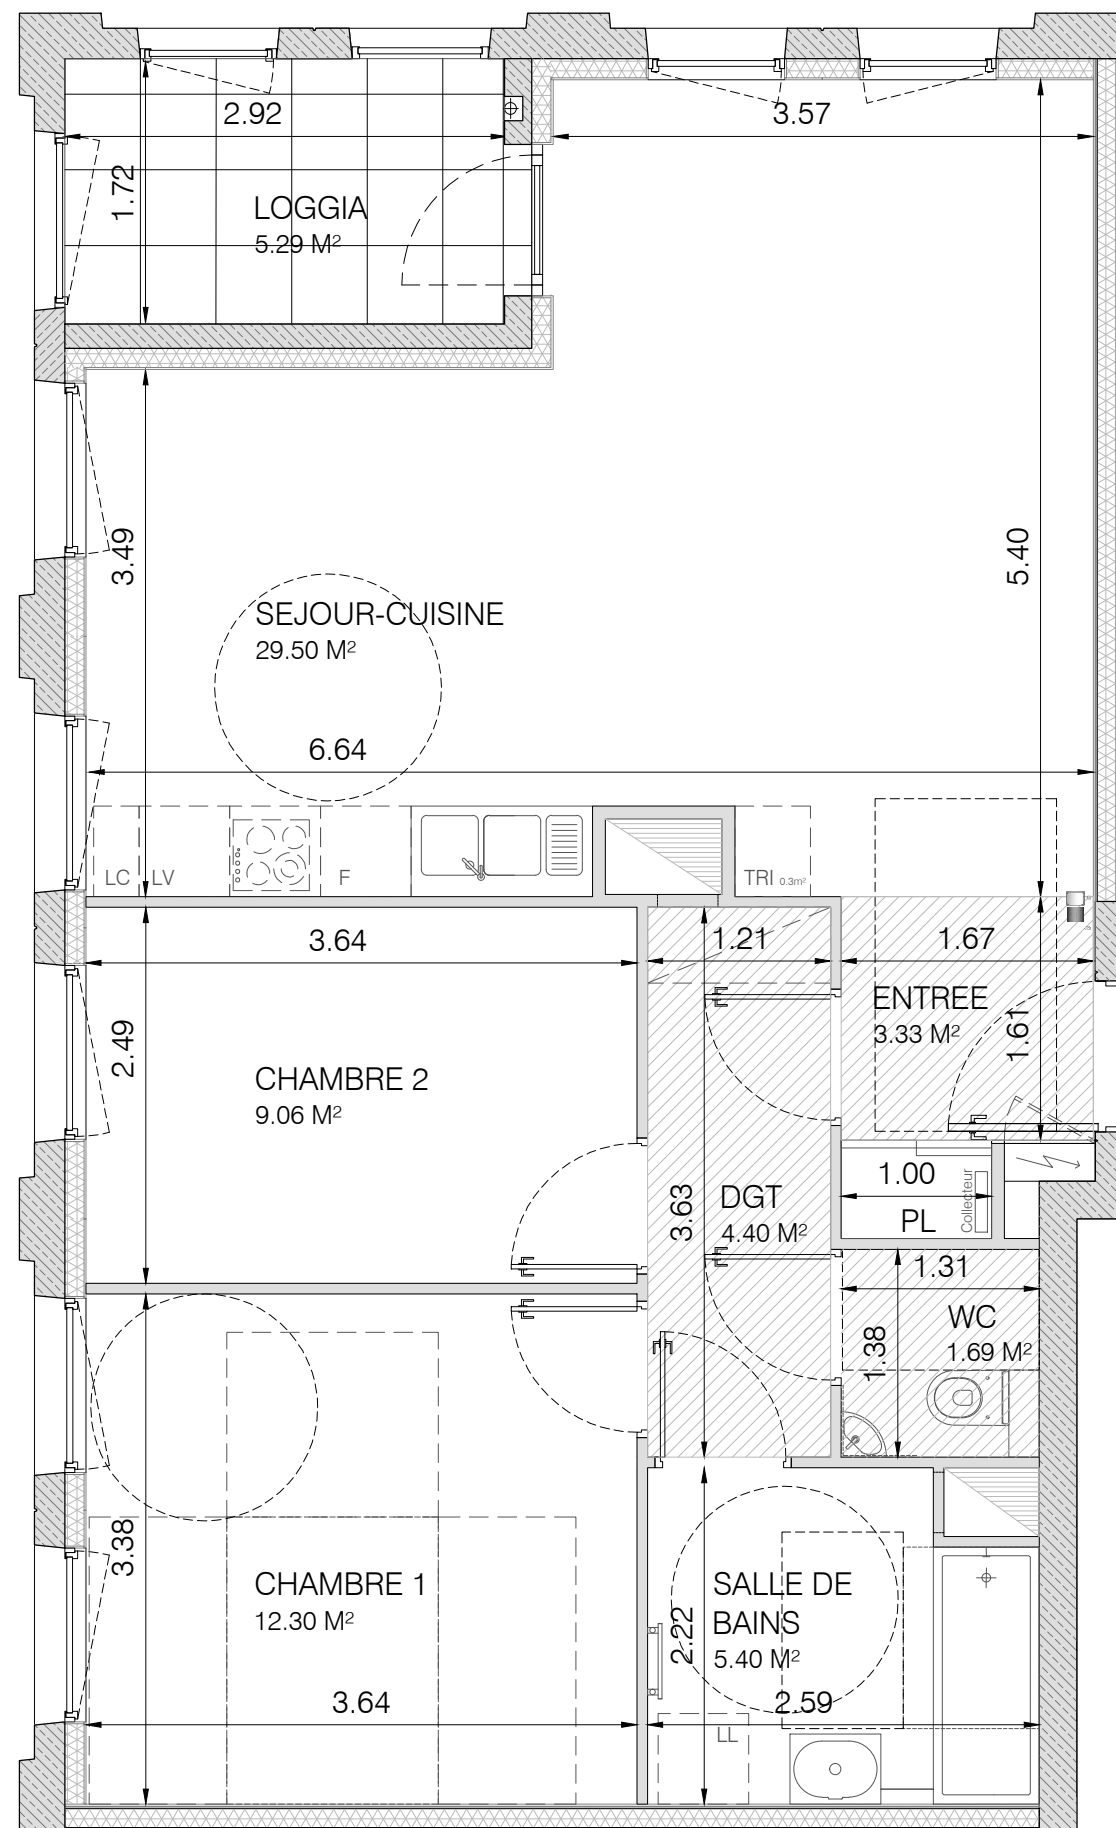 2.92
3.57
1.72
LOGGIA
5.29 M²
3.49
5.40
SEJOUR-CUISINE
29.50 M²
6.64
LC
LV
F
TRI 0.3m²
3.64
1.21
1.67
ENTREE
3.33 M²
1.61
2.49
CHAMBRE 2
9.06 M²
1.00
PL
Collecteur
3.63
DGT
4.40 M²
1.31
WC
1.69 M²
1.38
3.38
CHAMBRE 1
12.30 M²
SALLE DE
BAINS
5.40 M²
2.22
3.64
2.59
LL